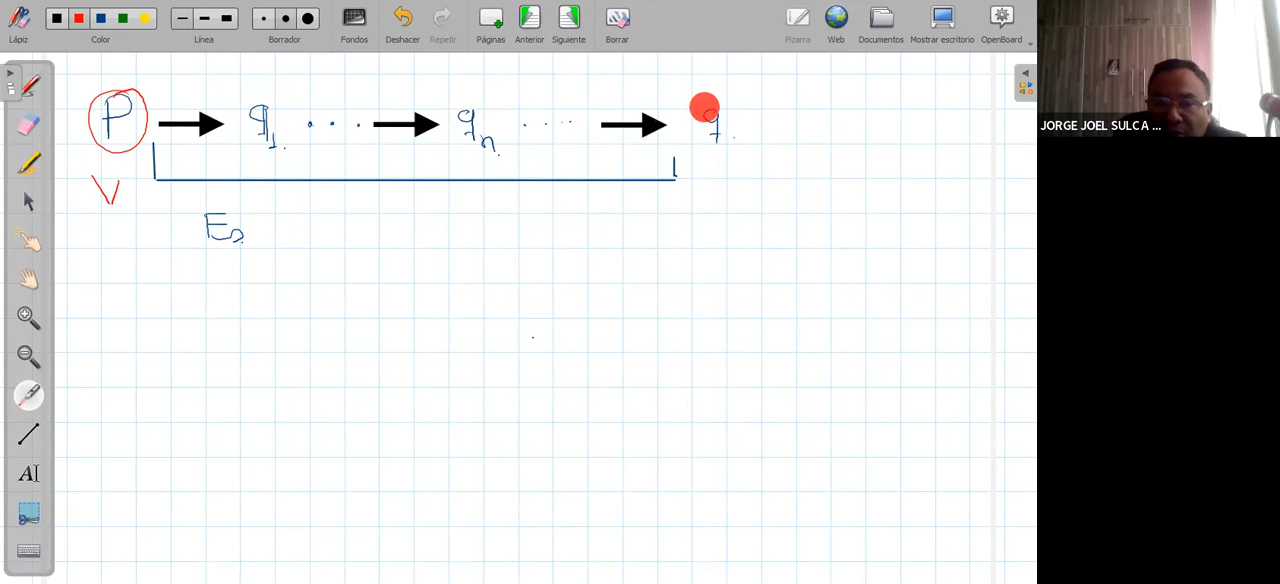 Lápiz Color Línea Borrador Fondos Deshacer Repetir Páginas Anterior Siguiente Borrar Pizarra Web Documentos Mostrar escritorio OpenBoard
JORGE JOEL SULCA ...
P → q1 . . . → qn . . . . → q
V
Es